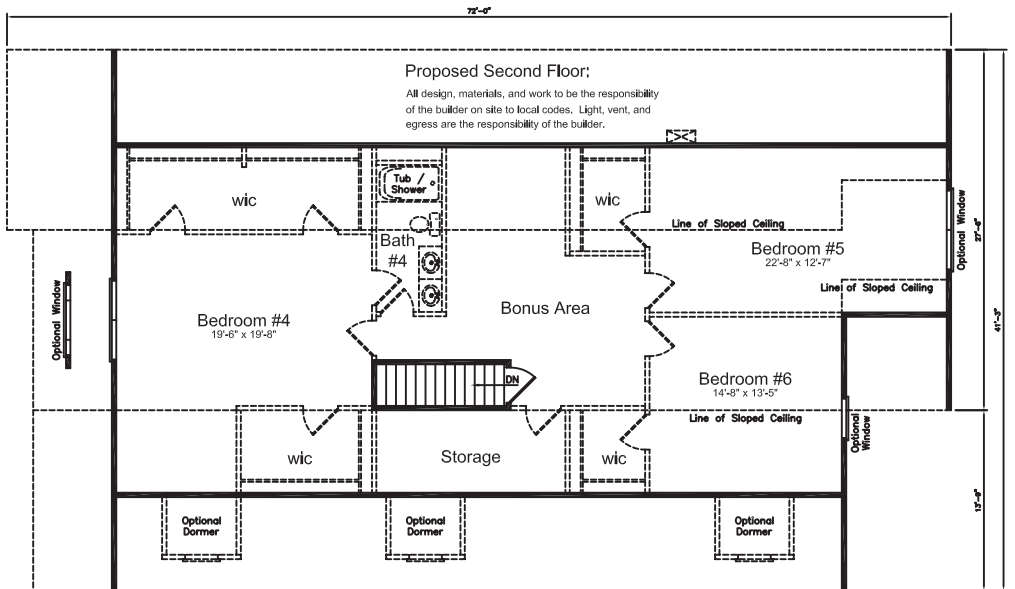 72'-0"
Proposed Second Floor:
All design, materials, and work to be the responsibility
of the builder on site to local codes. Light, vent, and
egress are the responsibility of the builder.
Tub /
Shower
wic
wic
Line of Sloped Ceiling
Bath
#4
Bedroom #5
22'-8" x 12'-7"
Optional Window
27'-6"
Line of Sloped Ceiling
Optional Window
Bedroom #4
19'-6" x 19'-8"
Bonus Area
41'-3"
DN
Bedroom #6
14'-8" x 13'-5"
Line of Sloped Ceiling
Optional
Window
wic
Storage
wic
13'-9"
Optional
Dormer
Optional
Dormer
Optional
Dormer